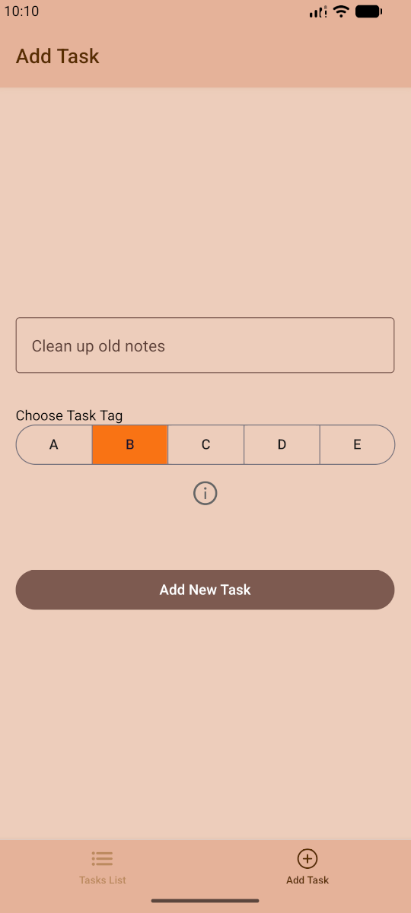 10:10
Add Task
Clean up old notes
Choose Task Tag
A B C D E
Add New Task
Tasks List Add Task